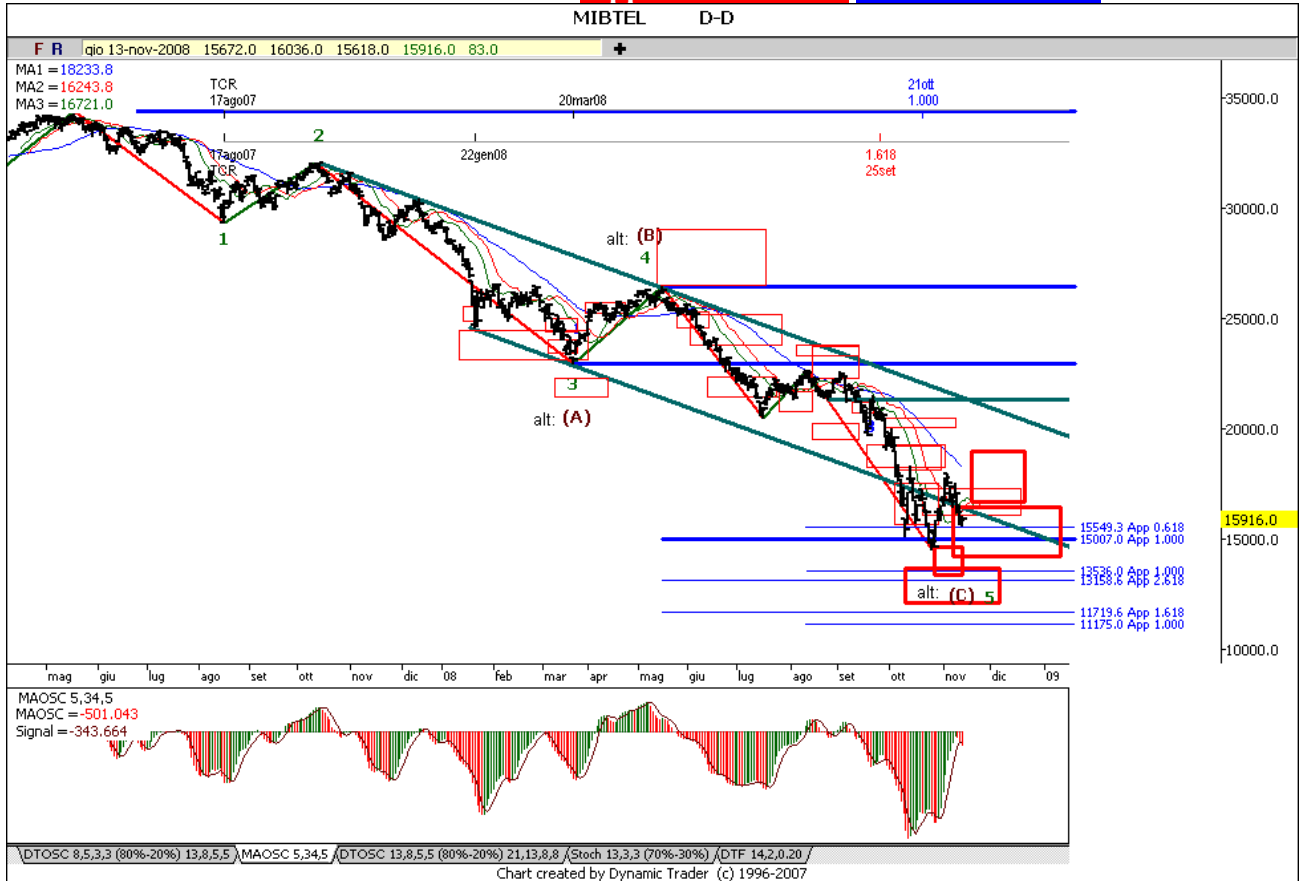 MIBTEL D-D
F R gio 13-nov-2008 15672.0 16036.0 15618.0 15916.0 83.0
MA1 =18233.8
MA2 =16243.8
MA3 =16721.0
TCR
17ago07
20mar08
21ott
1.000
35000.0
2
17ago07
TCR
22gen08
1.618
25set
30000.0
1
alt: (B)
4
25000.0
3
alt: (A)
20000.0
15916.0
15549.3 App 0.618
15007.0 App 1.000
15000.0
13536.0 App 1.000
13158.6 App 2.618
alt: (C) 5
11719.6 App 1.618
11175.0 App 1.000
10000.0
mag giu lug ago set ott nov dic 08 feb mar apr mag giu lug ago set ott nov dic 09
MAOSC 5,34,5
MAOSC =-501.043
Signal =-343.664
DTOSC 8,5,3,3 (80%-20%) 13,8,5,5 MAOSC 5,34,5 DTOSC 13,8,5,5 (80%-20%) 21,13,8,8 Stoch 13,3,3 (70%-30%) DTF 14,2,0.20
Chart created by Dynamic Trader (c) 1996-2007